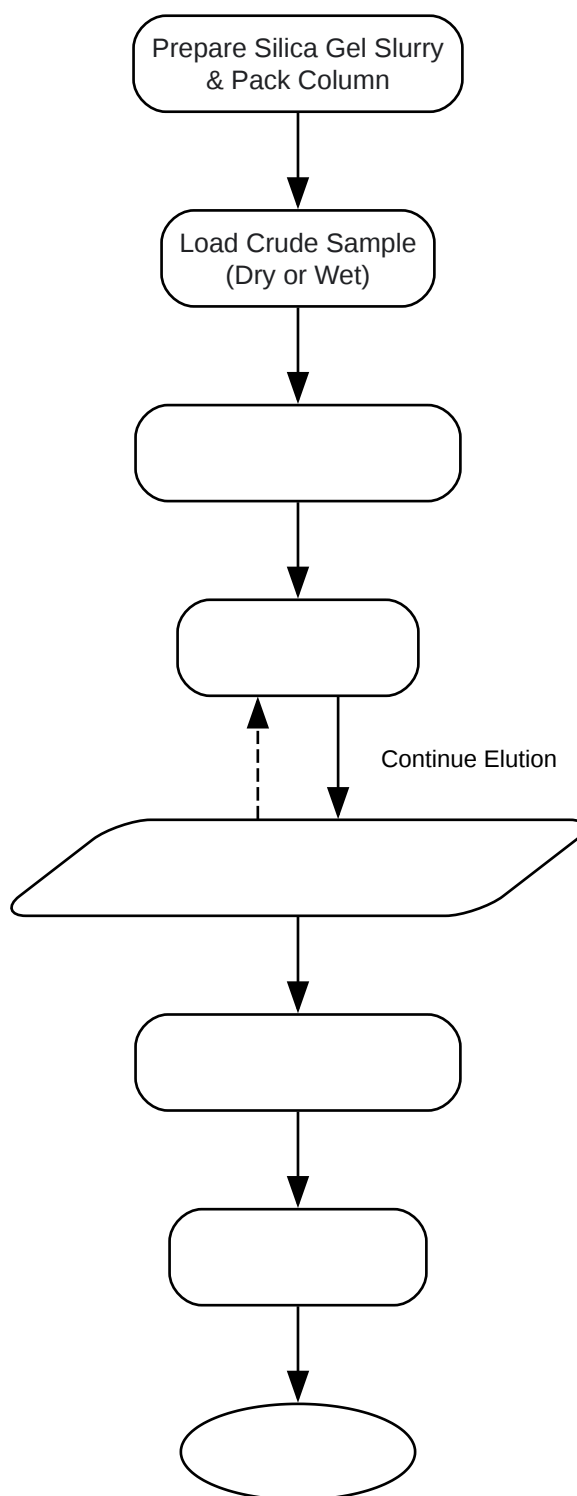 Prepare Silica Gel Slurry
& Pack Column
Load Crude Sample
(Dry or Wet)
Continue Elution